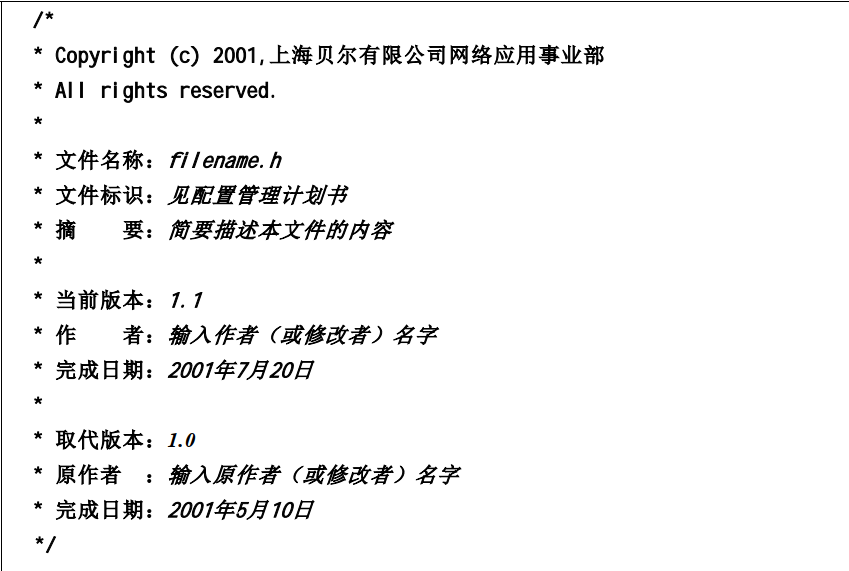 /*
* Copyright (c) 2001,上海贝尔有限公司网络应用事业部
* All rights reserved.
*
* 文件名称：filename.h
* 文件标识：见配置管理计划书
* 摘    要：简要描述本文件的内容
*
* 当前版本：1.1
* 作    者：输入作者（或修改者）名字
* 完成日期：2001年7月20日
*
* 取代版本：1.0
* 原作者  ：输入原作者（或修改者）名字
* 完成日期：2001年5月10日
*/